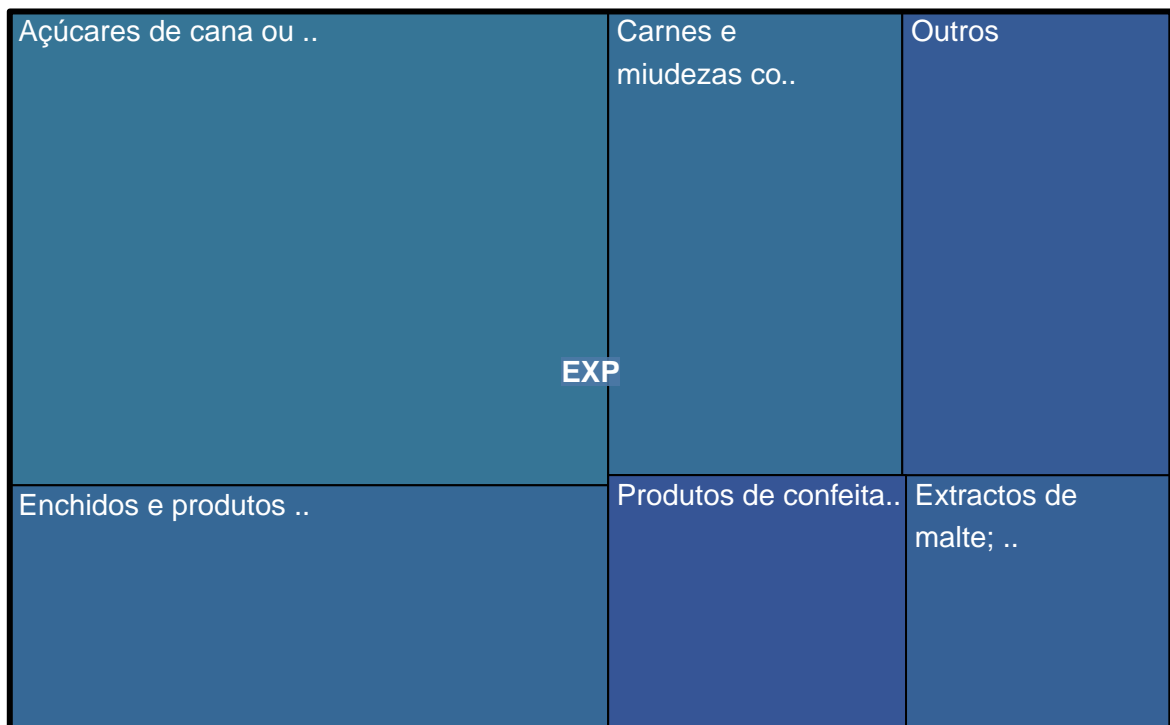 Açúcares de cana ou ..
Carnes e
miudezas co..
Outros
EXP
Enchidos e produtos ..
Produtos de confeita..
Extractos de
malte; ..